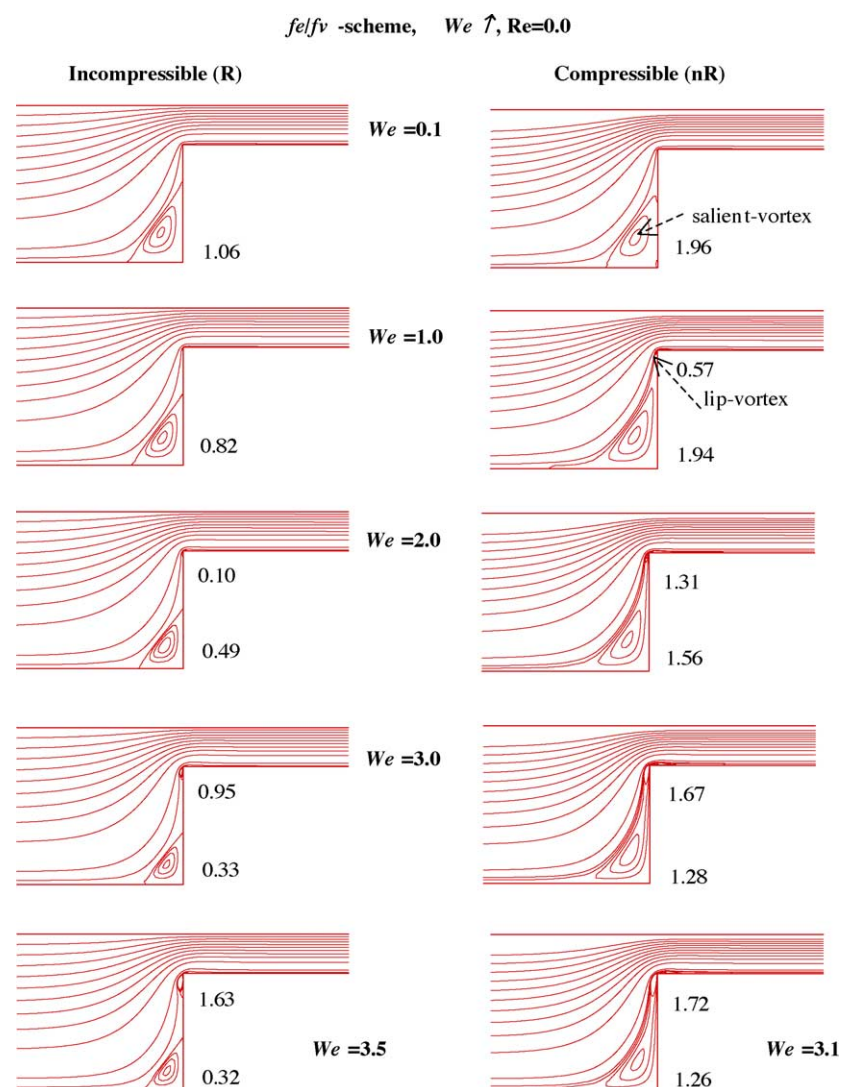 fe/fv -scheme, We ↑, Re=0.0
Incompressible (R) Compressible (nR)
We =0.1
salient-vortex
1.06 1.96
We =1.0
0.57
lip-vortex
0.82 1.94
We =2.0
0.10 1.31
0.49 1.56
We =3.0
0.95 1.67
0.33 1.28
1.63 1.72
We =3.5 We =3.1
0.32 1.26